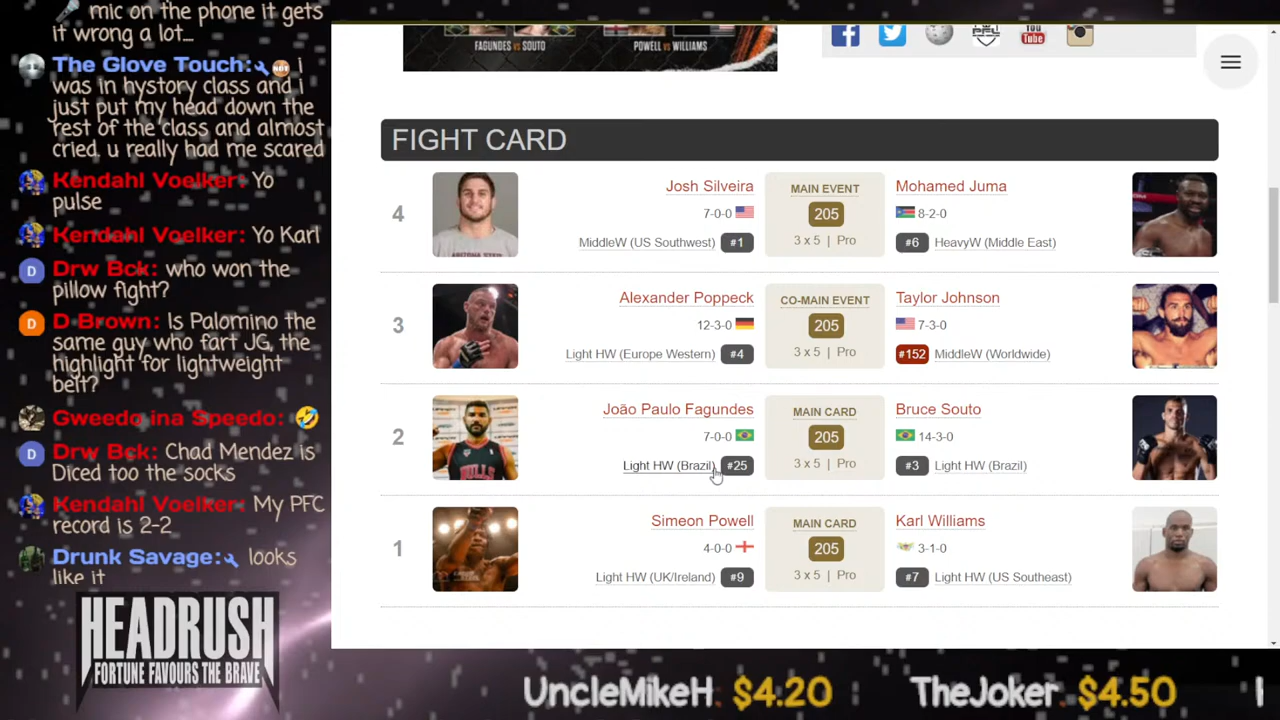 mic on the phone it gets
it wrong a lot...
The Glove Touch: i
was in hystory class and i
just put my head down the
rest of the class and almost
cried. u really had me scared
Kendahl Voelker: Yo
pulse
Kendahl Voelker: Yo Karl
D Drw Bck: who won the
pillow fight?
D D Brown: Is Palomino the
same guy who fart JG, the
highlight for lightweight
belt?
Gweedo ina Speedo:
D Drw Bck: Chad Mendez is
Diced too the socks
Kendahl Voelker: My PFC
record is 2-2
Drunk Savage: looks
like it
HEADRUSH
FORTUNE FAVOURS THE BRAVE
FAGUNDES VS SOUTO
POWELL VS WILLIAMS
You
Tube
PFL
FIGHT CARD
4
Josh Silveira
7-0-0
MiddleW (US Southwest) #1
MAIN EVENT
205
3 x 5 | Pro
Mohamed Juma
8-2-0
#6 HeavyW (Middle East)
3
Alexander Poppeck
12-3-0
Light HW (Europe Western) #4
CO-MAIN EVENT
205
3 x 5 | Pro
Taylor Johnson
7-3-0
#152 MiddleW (Worldwide)
2
João Paulo Fagundes
7-0-0
Light HW (Brazil) #25
MAIN CARD
205
3 x 5 | Pro
Bruce Souto
14-3-0
#3 Light HW (Brazil)
1
Simeon Powell
4-0-0
Light HW (UK/Ireland) #9
MAIN CARD
205
3 x 5 | Pro
Karl Williams
3-1-0
#7 Light HW (US Southeast)
UncleMikeH $4.20 TheJoker $4.50